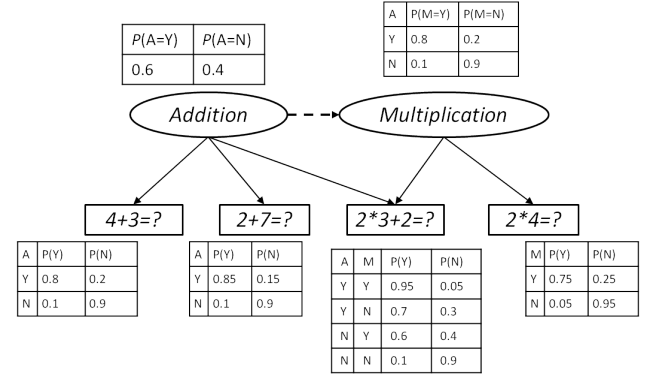 A P(M=Y) P(M=N)
Y 0.8 0.2
N 0.1 0.9
P(A=Y) P(A=N)
0.6 0.4
Addition Multiplication
4+3=? 2+7=? 2*3+2=? 2*4=?
A P(Y) P(N)
Y 0.8 0.2
N 0.1 0.9
A P(Y) P(N)
Y 0.85 0.15
N 0.1 0.9
A M P(Y) P(N)
Y Y 0.95 0.05
Y N 0.7 0.3
N Y 0.6 0.4
N N 0.1 0.9
M P(Y) P(N)
Y 0.75 0.25
N 0.05 0.95